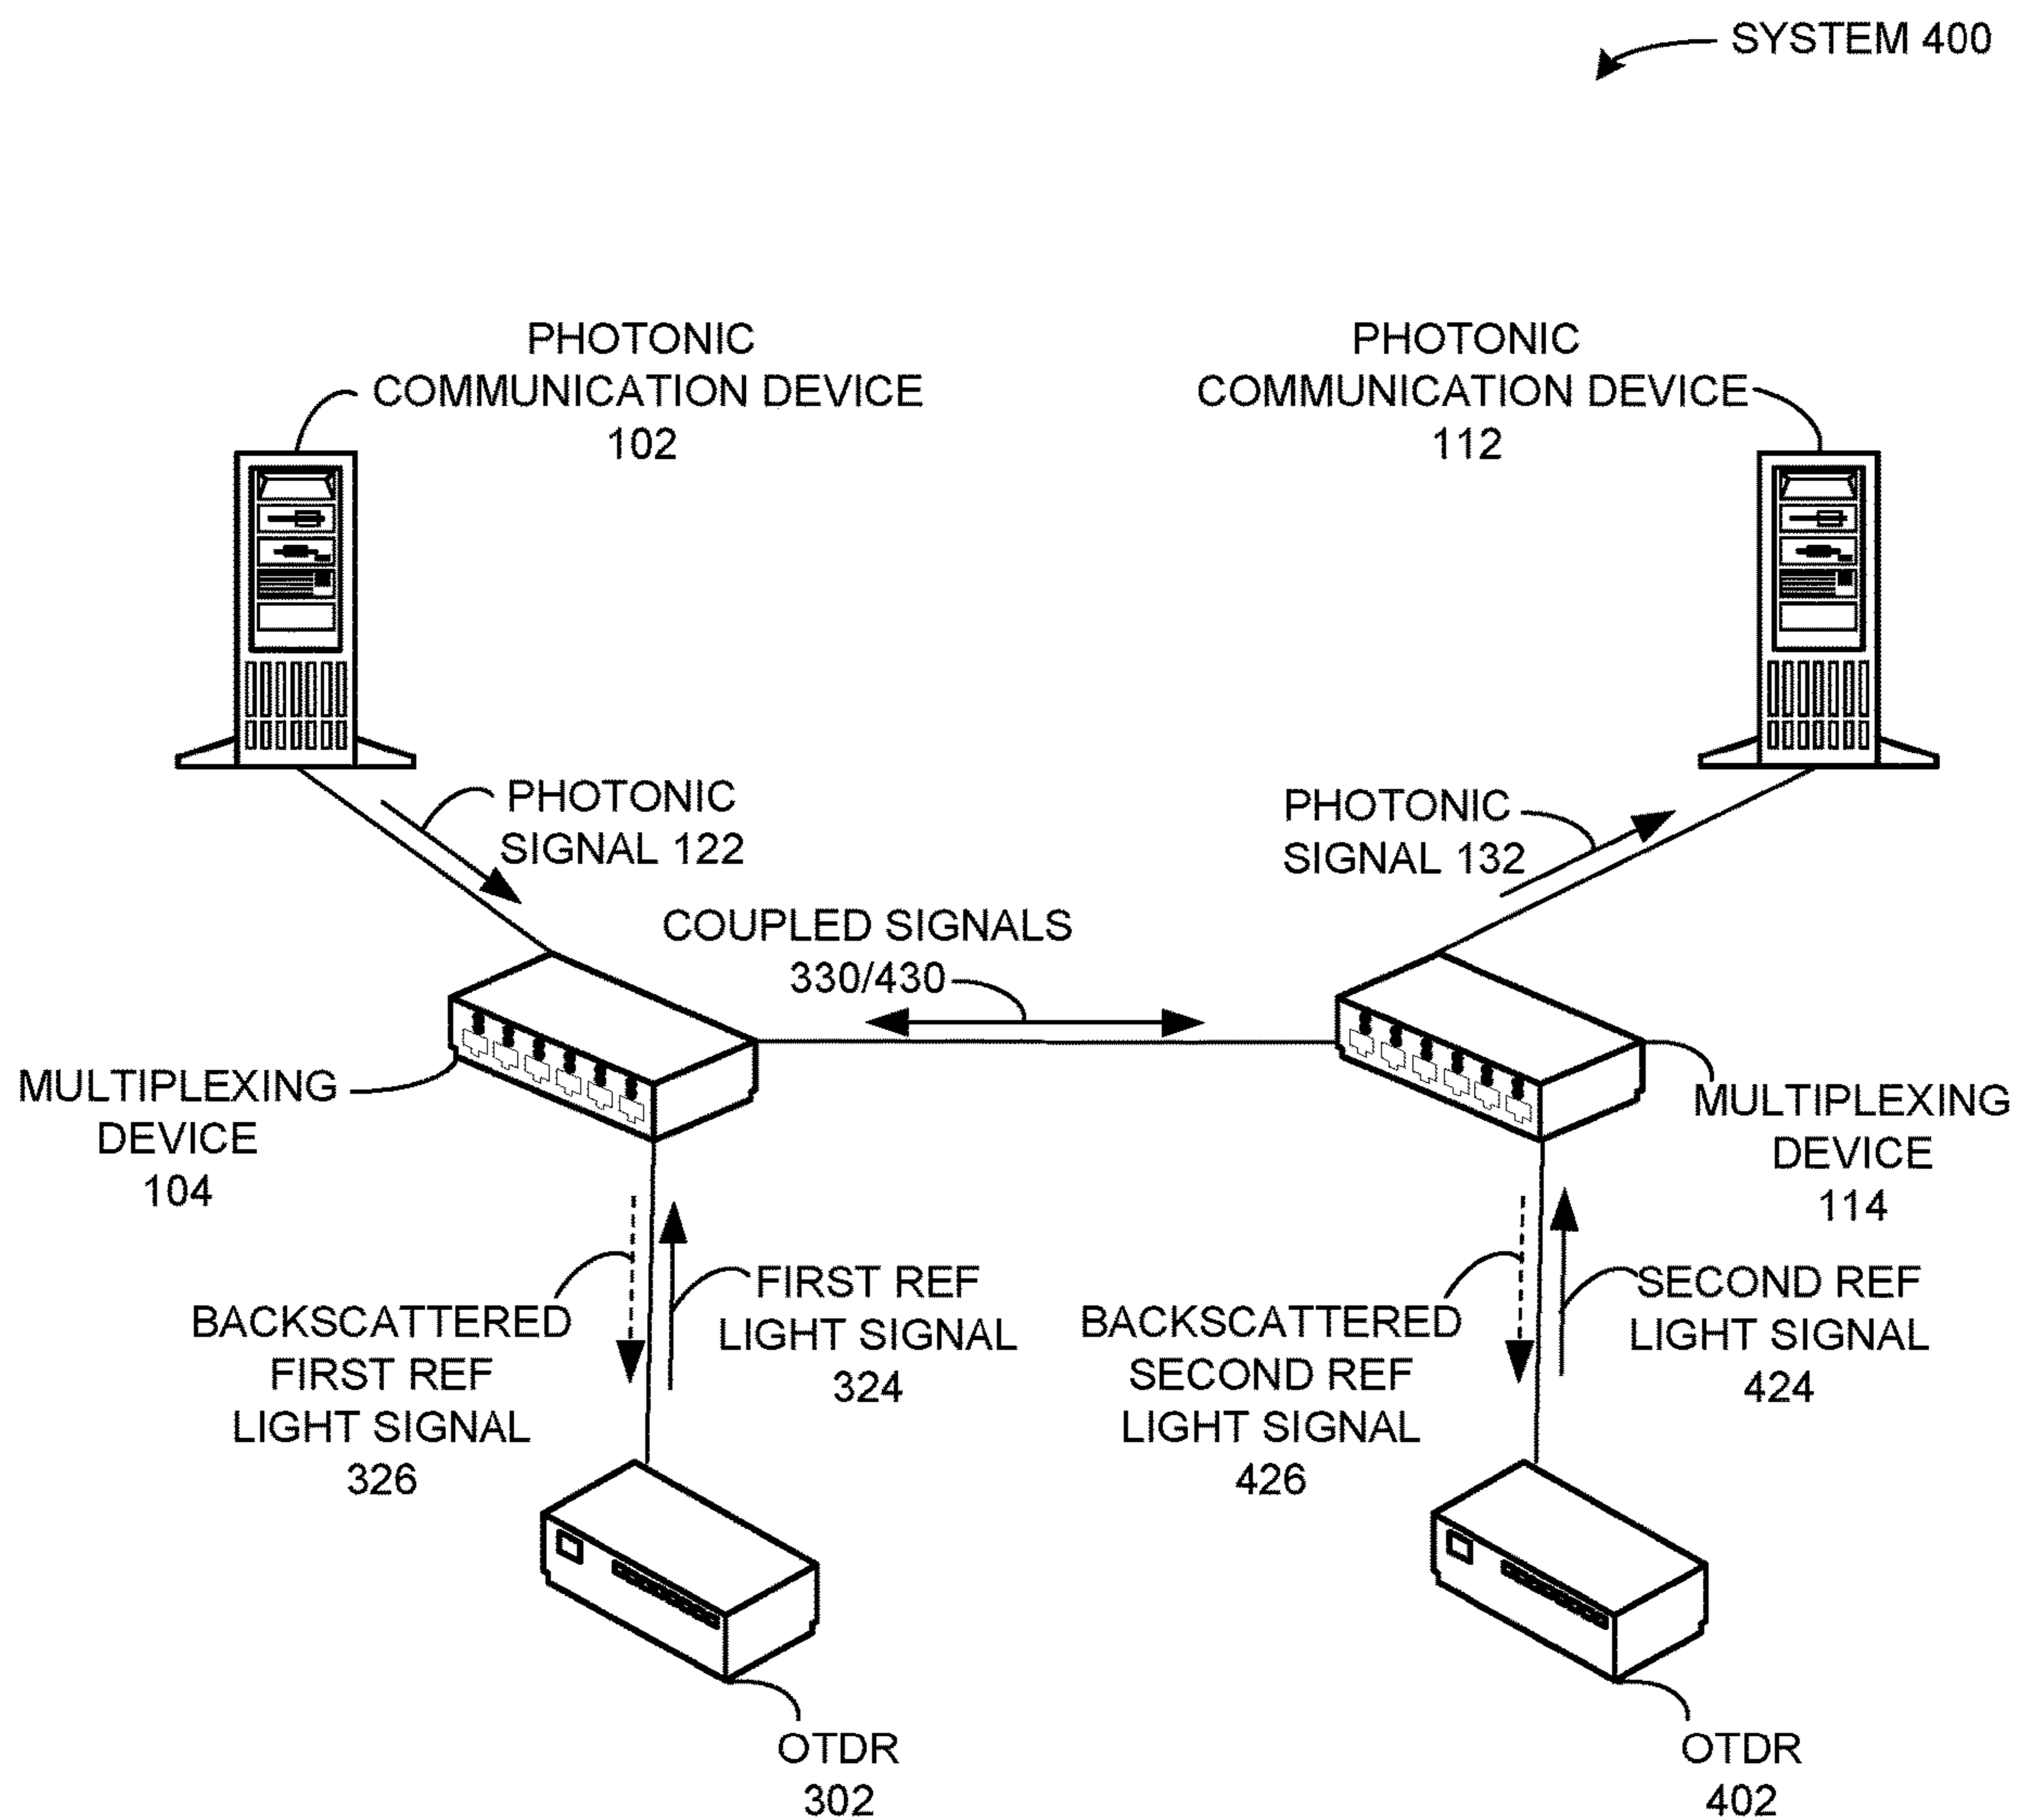 SYSTEM 400
PHOTONIC
COMMUNICATION DEVICE
102
PHOTONIC
COMMUNICATION DEVICE
112
PHOTONIC
SIGNAL 122
PHOTONIC
SIGNAL 132
COUPLED SIGNALS
330/430
MULTIPLEXING
DEVICE
104
MULTIPLEXING
DEVICE
114
BACKSCATTERED
FIRST REF
LIGHT SIGNAL
326
FIRST REF
LIGHT SIGNAL
324
BACKSCATTERED
SECOND REF
LIGHT SIGNAL
426
SECOND REF
LIGHT SIGNAL
424
OTDR
302
OTDR
402